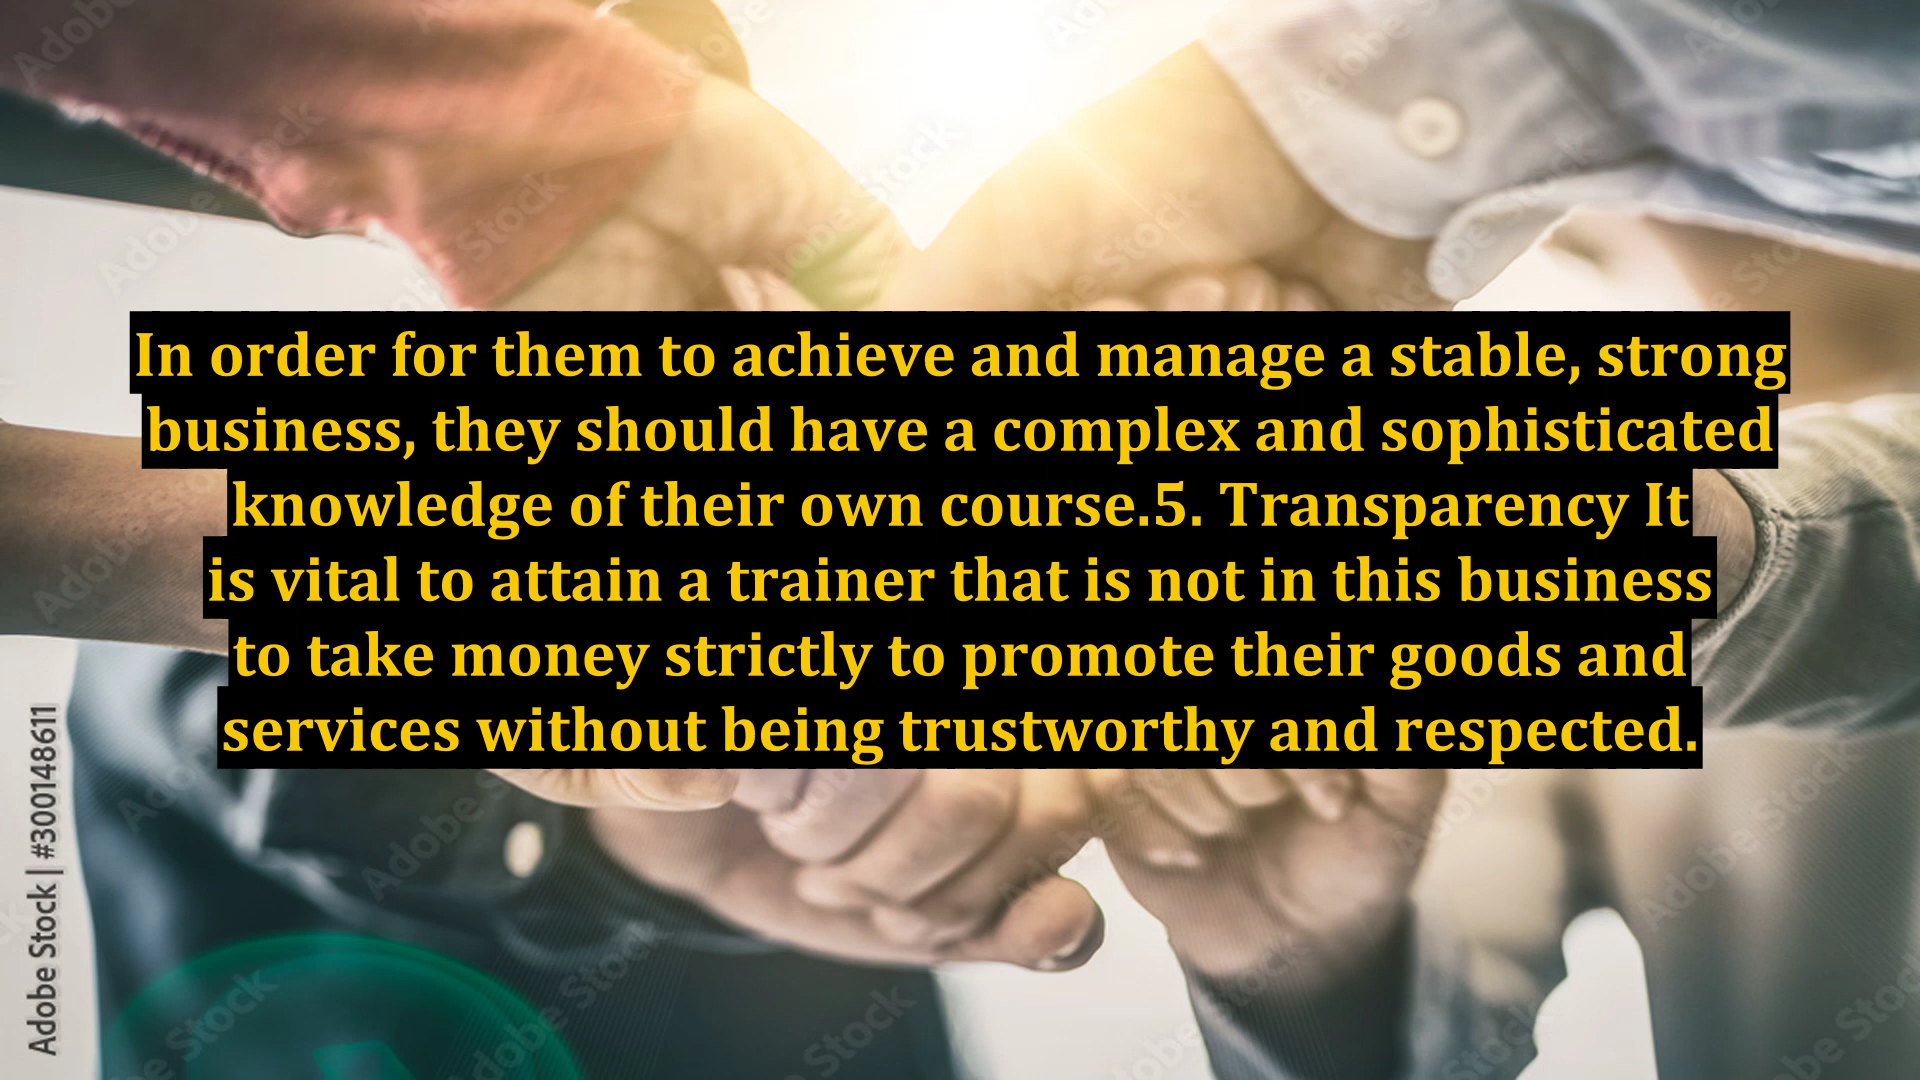 In order for them to achieve and manage a stable, strong
business, they should have a complex and sophisticated
knowledge of their own course.5. Transparency It
is vital to attain a trainer that is not in this business
to take money strictly to promote their goods and
services without being trustworthy and respected.
Adobe Stock | #300148611